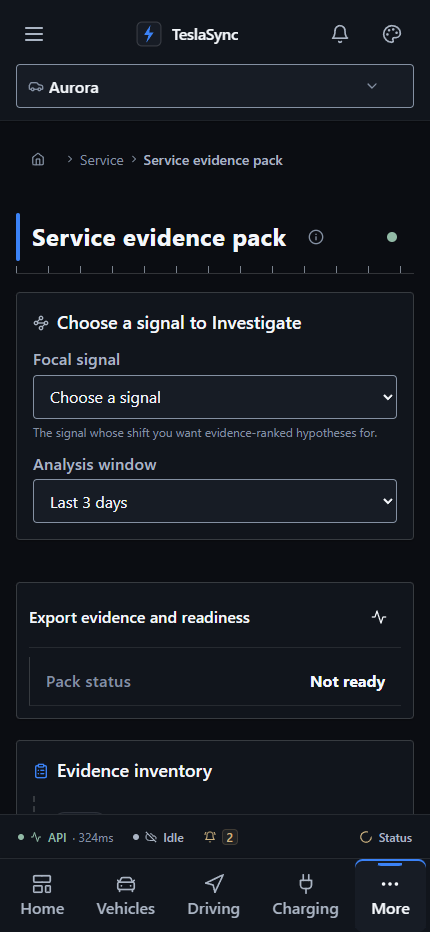 TeslaSync
Aurora
Service
Service evidence pack
Service evidence pack
Choose a signal to Investigate
Focal signal
Choose a signal
The signal whose shift you want evidence-ranked hypotheses for.
Analysis window
Last 3 days
Export evidence and readiness
Pack status
Not ready
Evidence inventory
API · 324ms
Idle
2
Status
Home
Vehicles
Driving
Charging
More